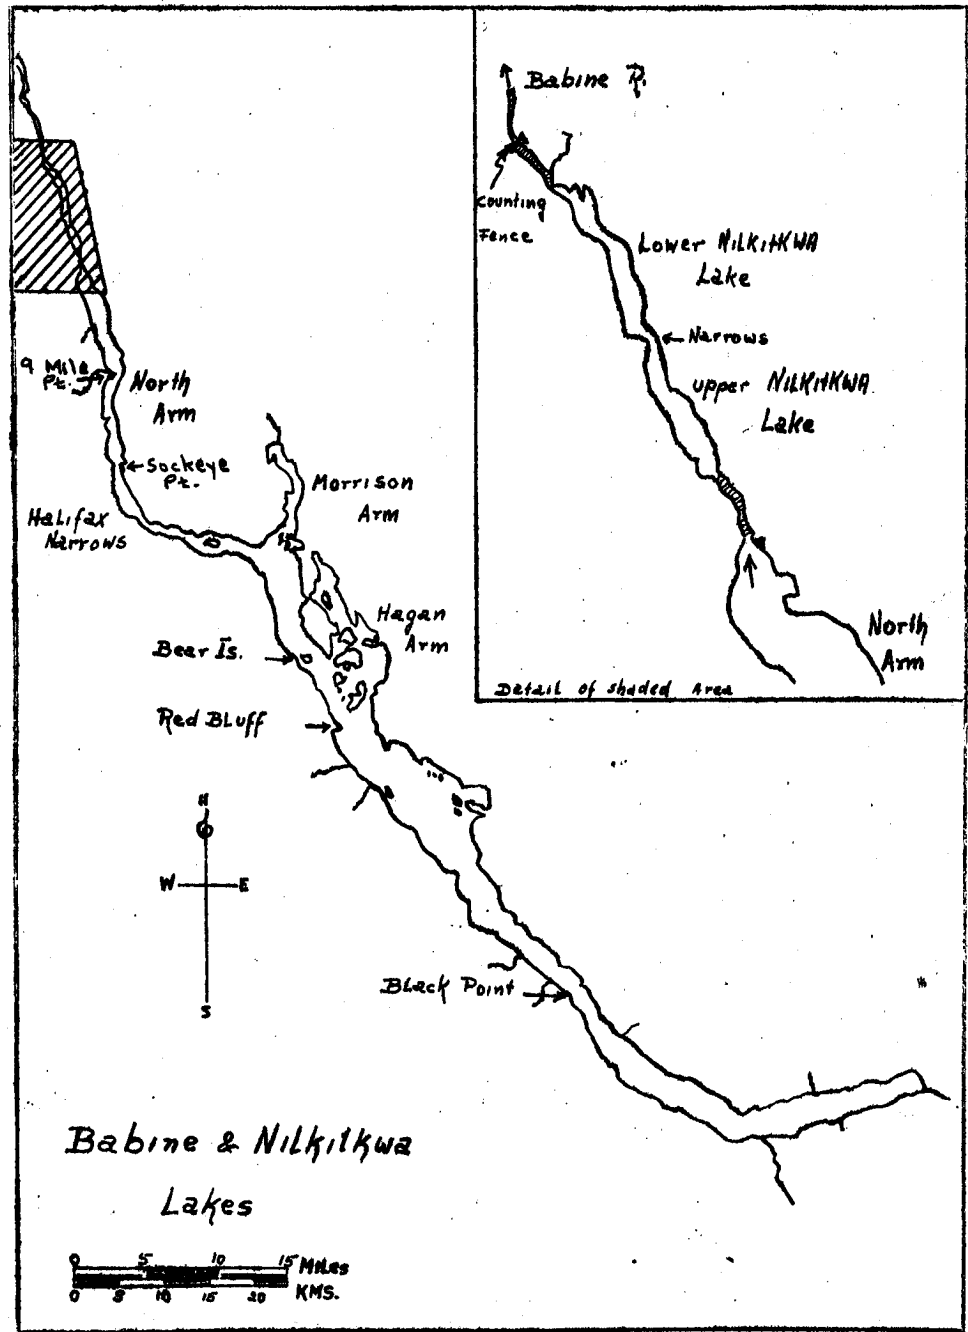 Babine R.
Counting
Fence
Lower NILKITKWA
Lake
Narrows
upper NILKITKWA
Lake
North
Arm
Detail of shaded Area
9 Mile
Pt.
North
Arm
Sockeye
Pt.
Halifax
Narrows
Morrison
Arm
Hagan
Arm
Bear Is.
Red Bluff
N
W E
S
Black Point
Babine & Nilkitkwa
Lakes
0 5 10 15 Miles
0 5 10 15 20 KMS.